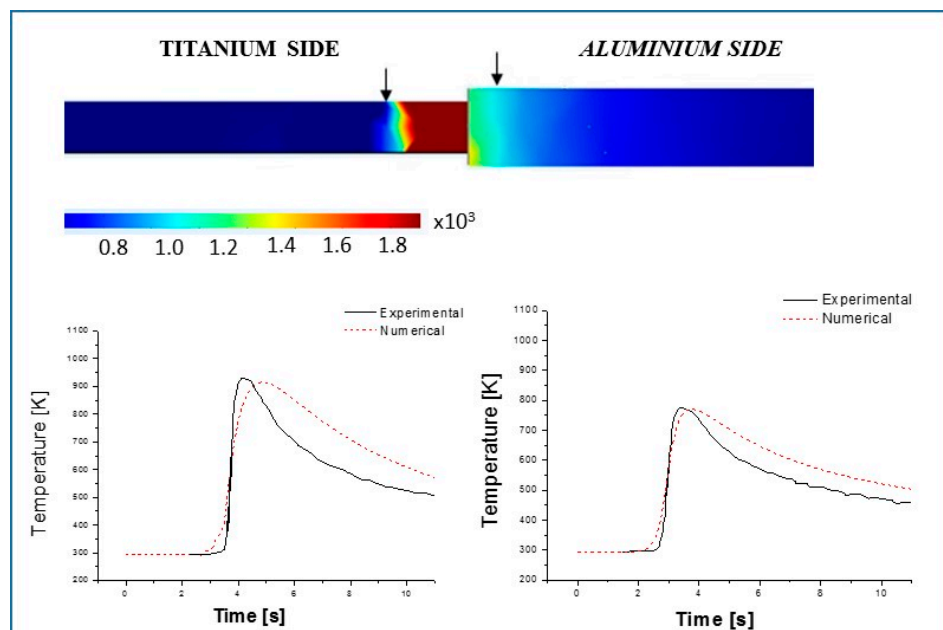 TITANIUM SIDE
ALUMINIUM SIDE
x10³
0.8 1.0 1.2 1.4 1.6 1.8
Experimental
Numerical
1100
1000
900
800
700
600
500
400
300
200
Temperature [K]
0 2 4 6 8 10
Time [s]
Experimental
Numerical
1100
1000
900
800
700
600
500
400
300
200
Temperature [K]
0 2 4 6 8 10
Time [s]